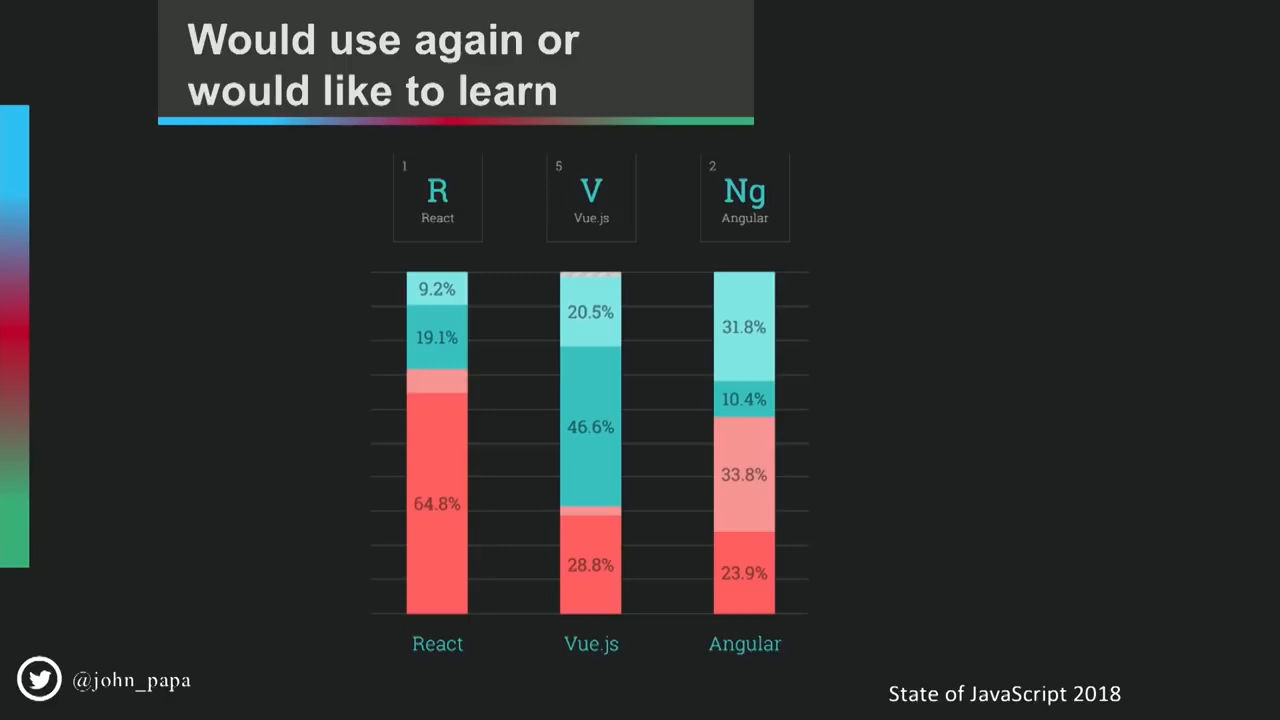 Would use again or
would like to learn
1
R
React
5
V
Vue.js
2
Ng
Angular
9.2%
19.1%
64.8%
20.5%
46.6%
28.8%
31.8%
10.4%
33.8%
23.9%
React
Vue.js
Angular
@john_papa
State of JavaScript 2018